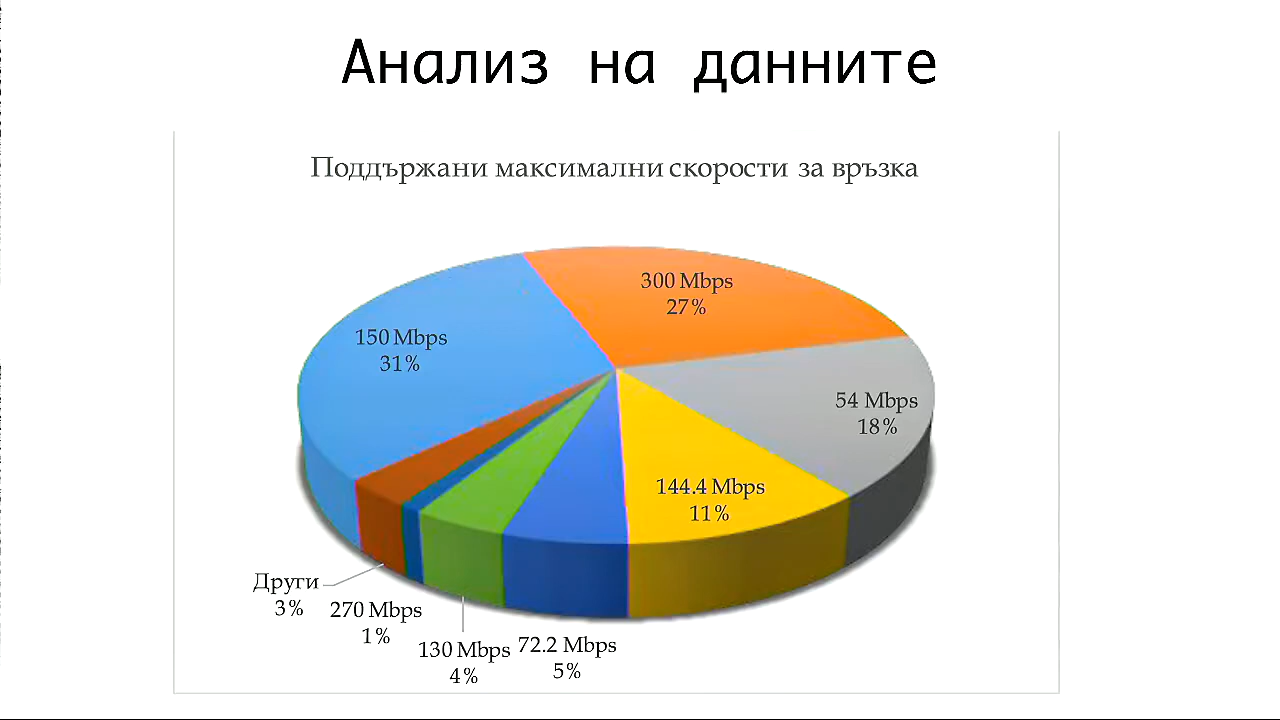 Анализ на данните
Поддържани максимални скорости за връзка
300 Mbps
27%
150 Mbps
31%
54 Mbps
18%
144.4 Mbps
11%
Други
3%
270 Mbps
1%
130 Mbps
4%
72.2 Mbps
5%